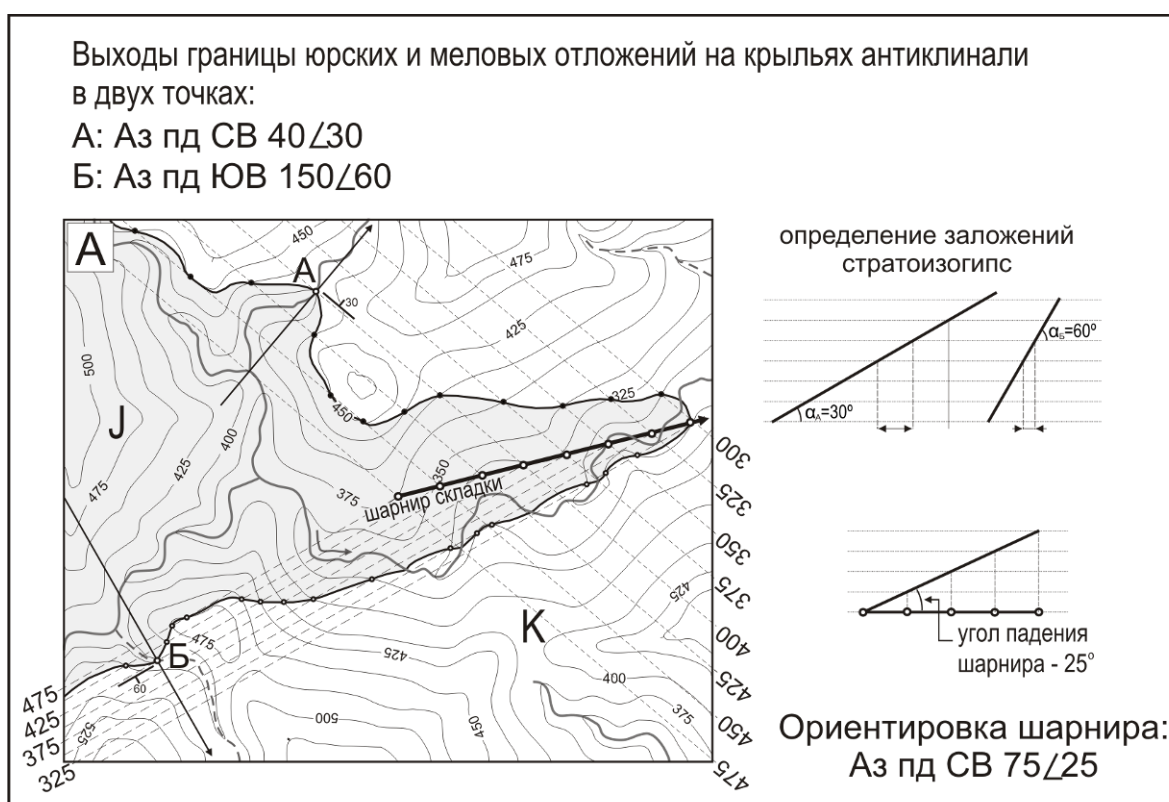 Выходы границы юрских и меловых отложений на крыльях антиклинали
в двух точках:
А: Аз пд СВ 40∠30
Б: Аз пд ЮВ 150∠60
А
450
А
475
30
425
500
J
400
425
475
450
325
350
375
шарнир складки
475
Б
60
425
K
425
400
375
500
450
525
475
425
375
325
300
325
350
375
400
425
450
475
определение заложений
стратоизогипс
αА=30º
αБ=60º
угол падения
шарнира - 25°
Ориентировка шарнира:
Аз пд СВ 75∠25